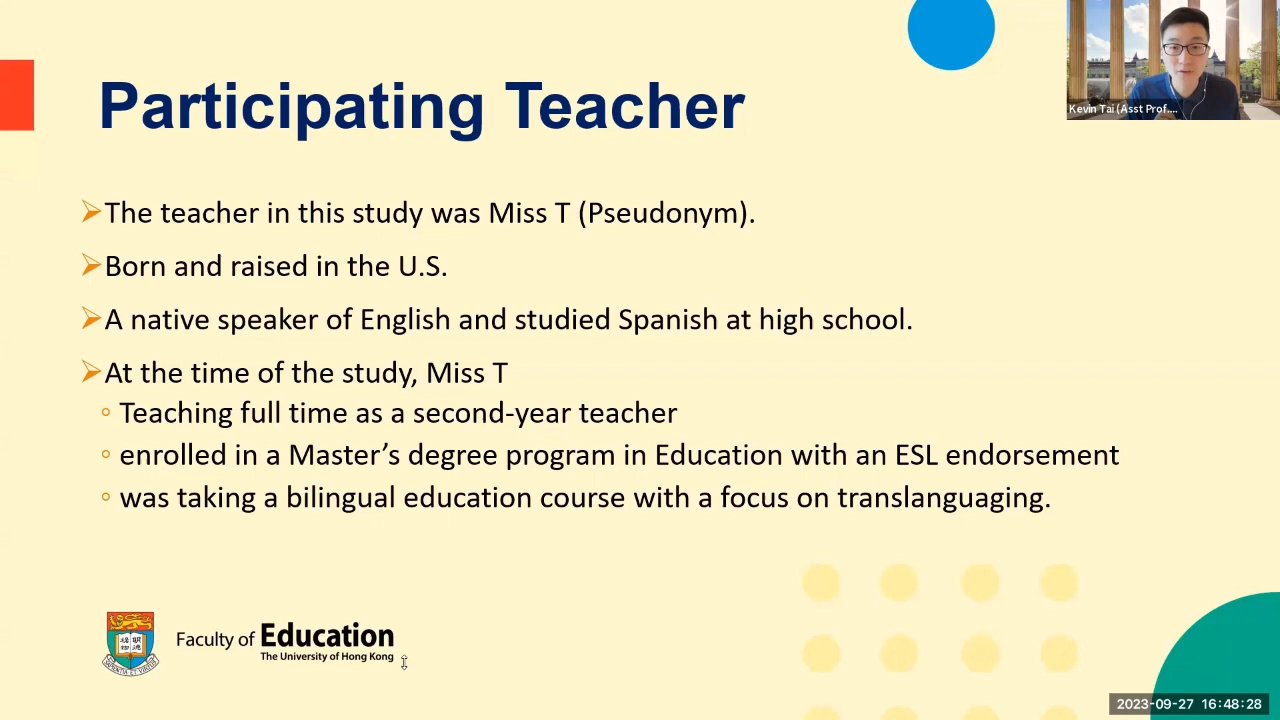 Kevin Tai (Asst Prof....
Participating Teacher
The teacher in this study was Miss T (Pseudonym).
Born and raised in the U.S.
A native speaker of English and studied Spanish at high school.
At the time of the study, Miss T
Teaching full time as a second-year teacher
enrolled in a Master’s degree program in Education with an ESL endorsement
was taking a bilingual education course with a focus on translanguaging.
Faculty of Education
The University of Hong Kong
2023-09-27 16:48:28